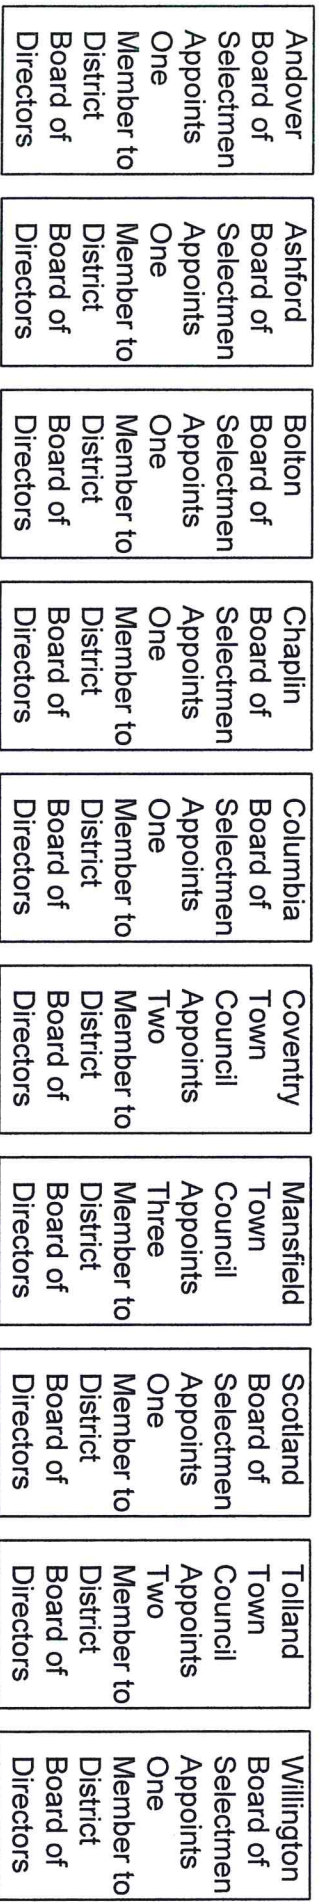 Andover
Board of
Selectmen
Appoints
One
Member to
District
Board of
Directors
Ashford
Board of
Selectmen
Appoints
One
Member to
District
Board of
Directors
Bolton
Board of
Selectmen
Appoints
One
Member to
District
Board of
Directors
Chaplin
Board of
Selectmen
Appoints
One
Member to
District
Board of
Directors
Columbia
Board of
Selectmen
Appoints
One
Member to
District
Board of
Directors
Coventry
Town
Council
Appoints
Two
Member to
District
Board of
Directors
Mansfield
Town
Council
Appoints
Three
Member to
District
Board of
Directors
Scotland
Board of
Selectmen
Appoints
One
Member to
District
Board of
Directors
Tolland
Town
Council
Appoints
Two
Member to
District
Board of
Directors
Willington
Board of
Selectmen
Appoints
One
Member to
District
Board of
Directors